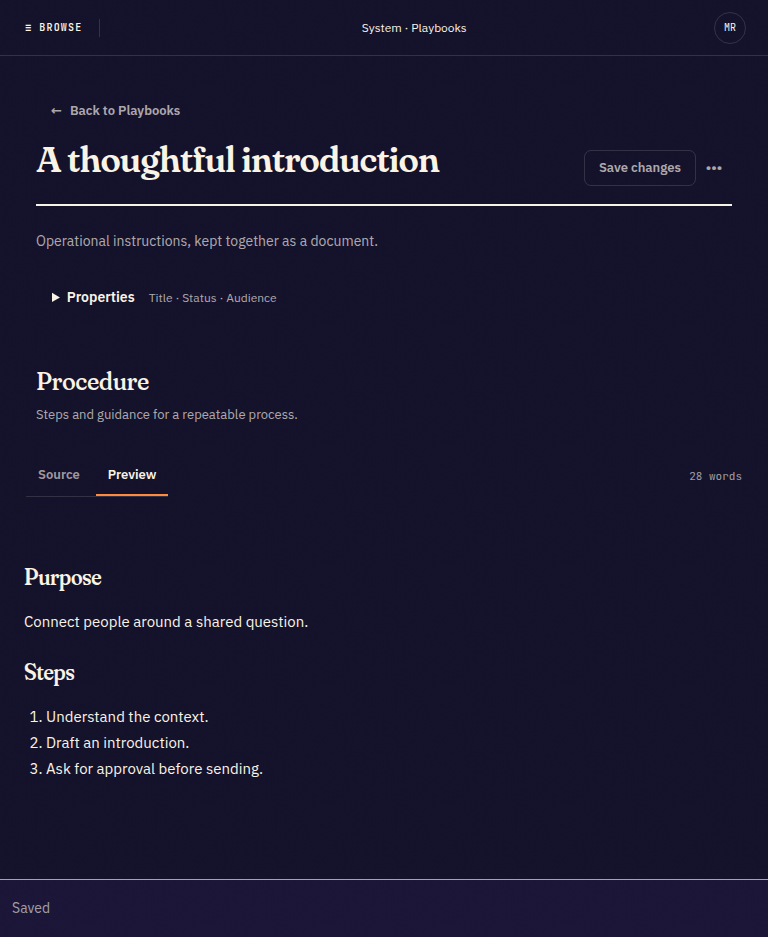 ≡ BROWSE
System · Playbooks
MR
← Back to Playbooks
A thoughtful introduction
Save changes
•••
Operational instructions, kept together as a document.
▶ Properties Title · Status · Audience
Procedure
Steps and guidance for a repeatable process.
Source Preview
28 words
Purpose
Connect people around a shared question.
Steps
1. Understand the context.
2. Draft an introduction.
3. Ask for approval before sending.
Saved